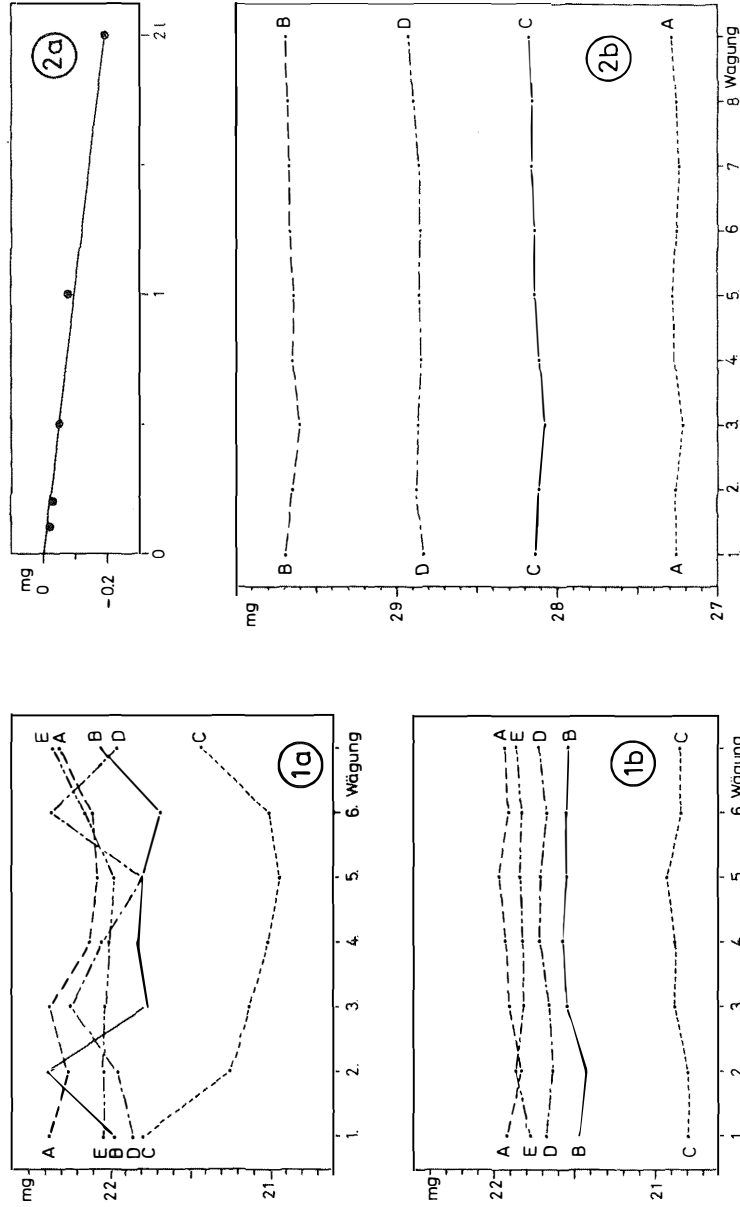 mg
22
21
A
E
B
D
C
E
A
B
D
C
1a
1. 2. 3. 4. 5. 6. Wägung
mg
22
21
A
E
D
B
C
A
E
D
B
C
1b
1. 2. 3. 4. 5. 6. Wägung
mg
0
-0.2
2a
0 1 2 l
mg
29
28
27
B
D
C
A
B
D
C
A
2b
1. 2. 3. 4. 5. 6 7 8 Wagung